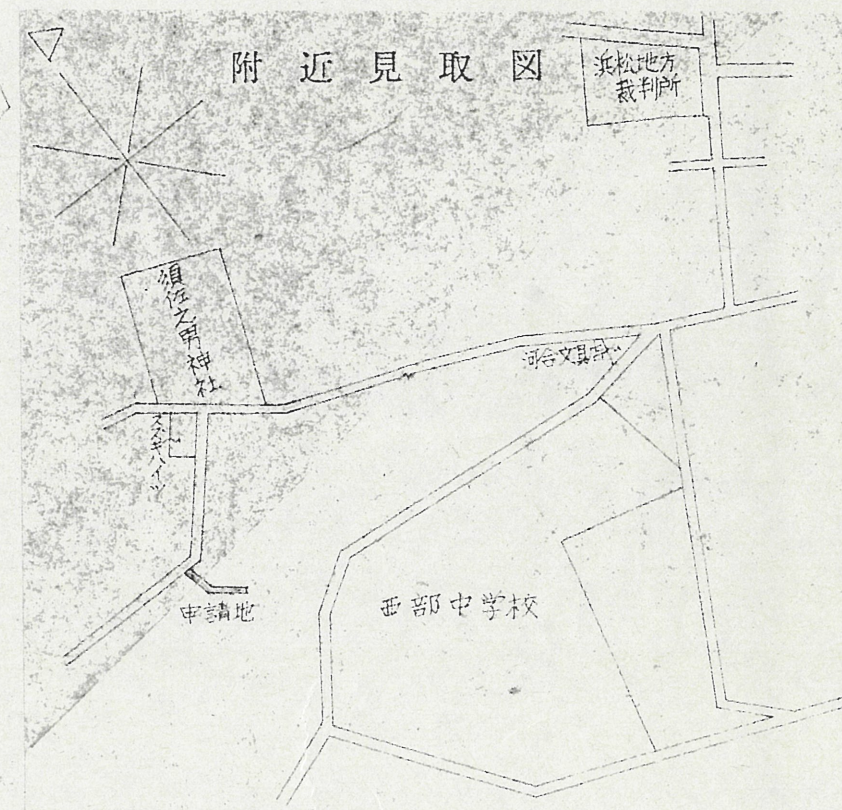 附近見取図
浜松地方
裁判所
須佐之男神社
河合文具店
スズキハイツ
申請地
西部中学校